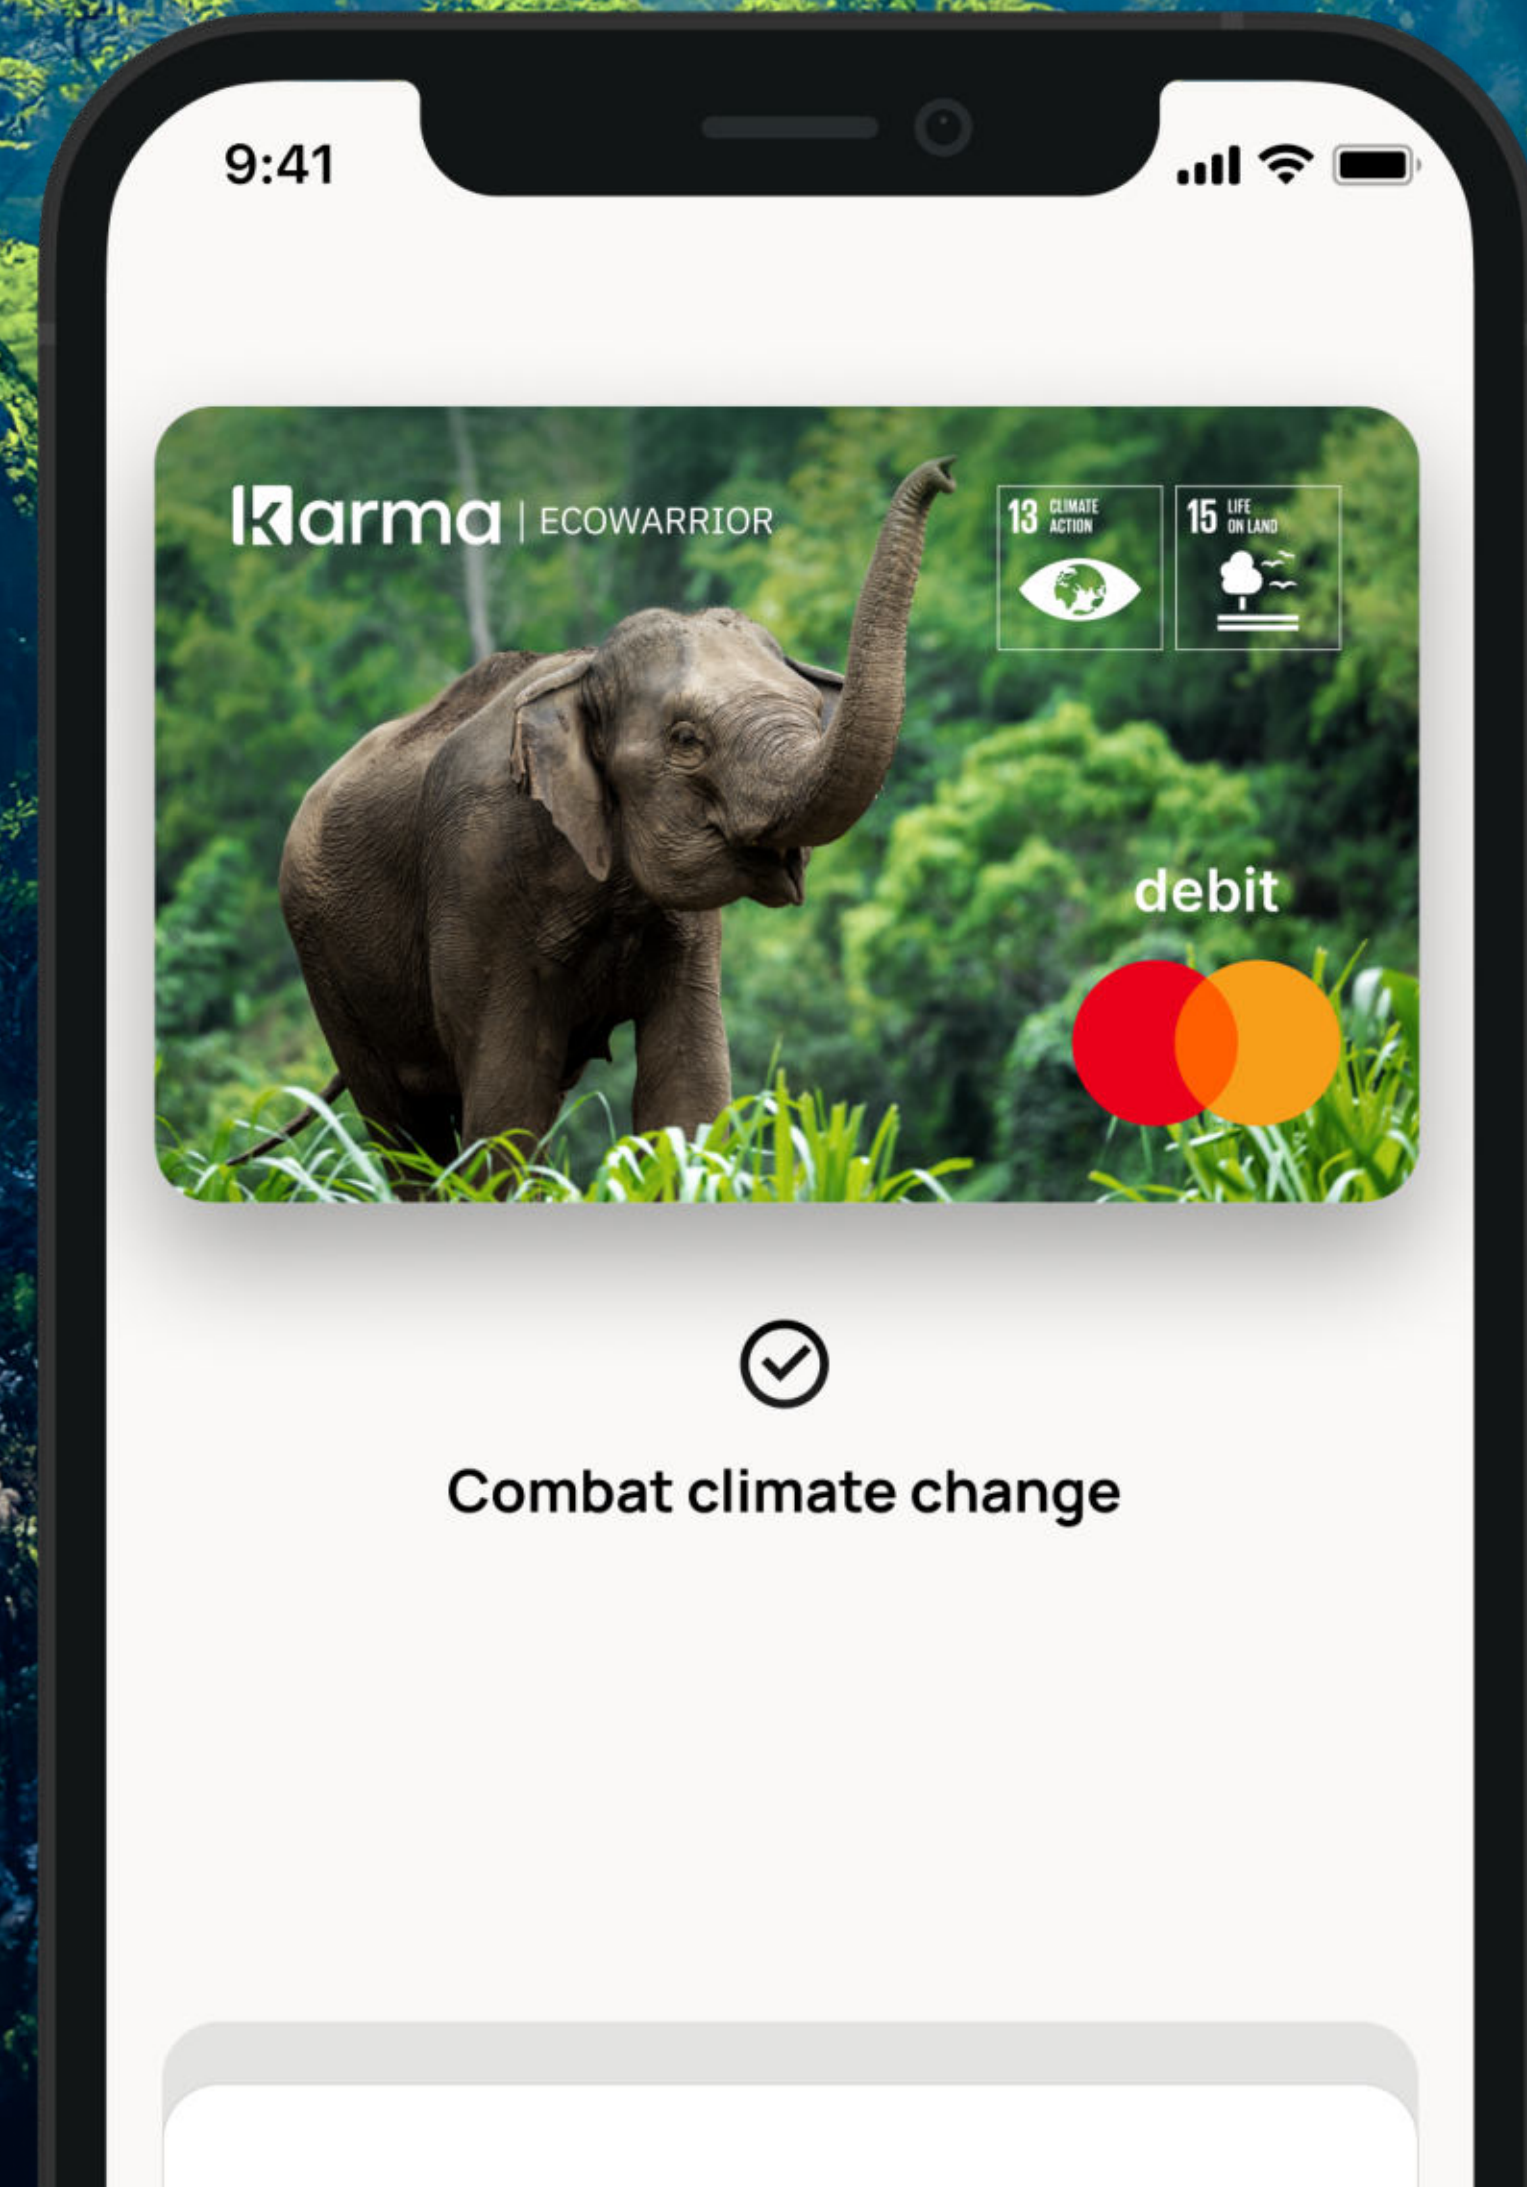 9:41
karma | ECOWARRIOR
13 CLIMATE ACTION
15 LIFE ON LAND
debit
Combat climate change